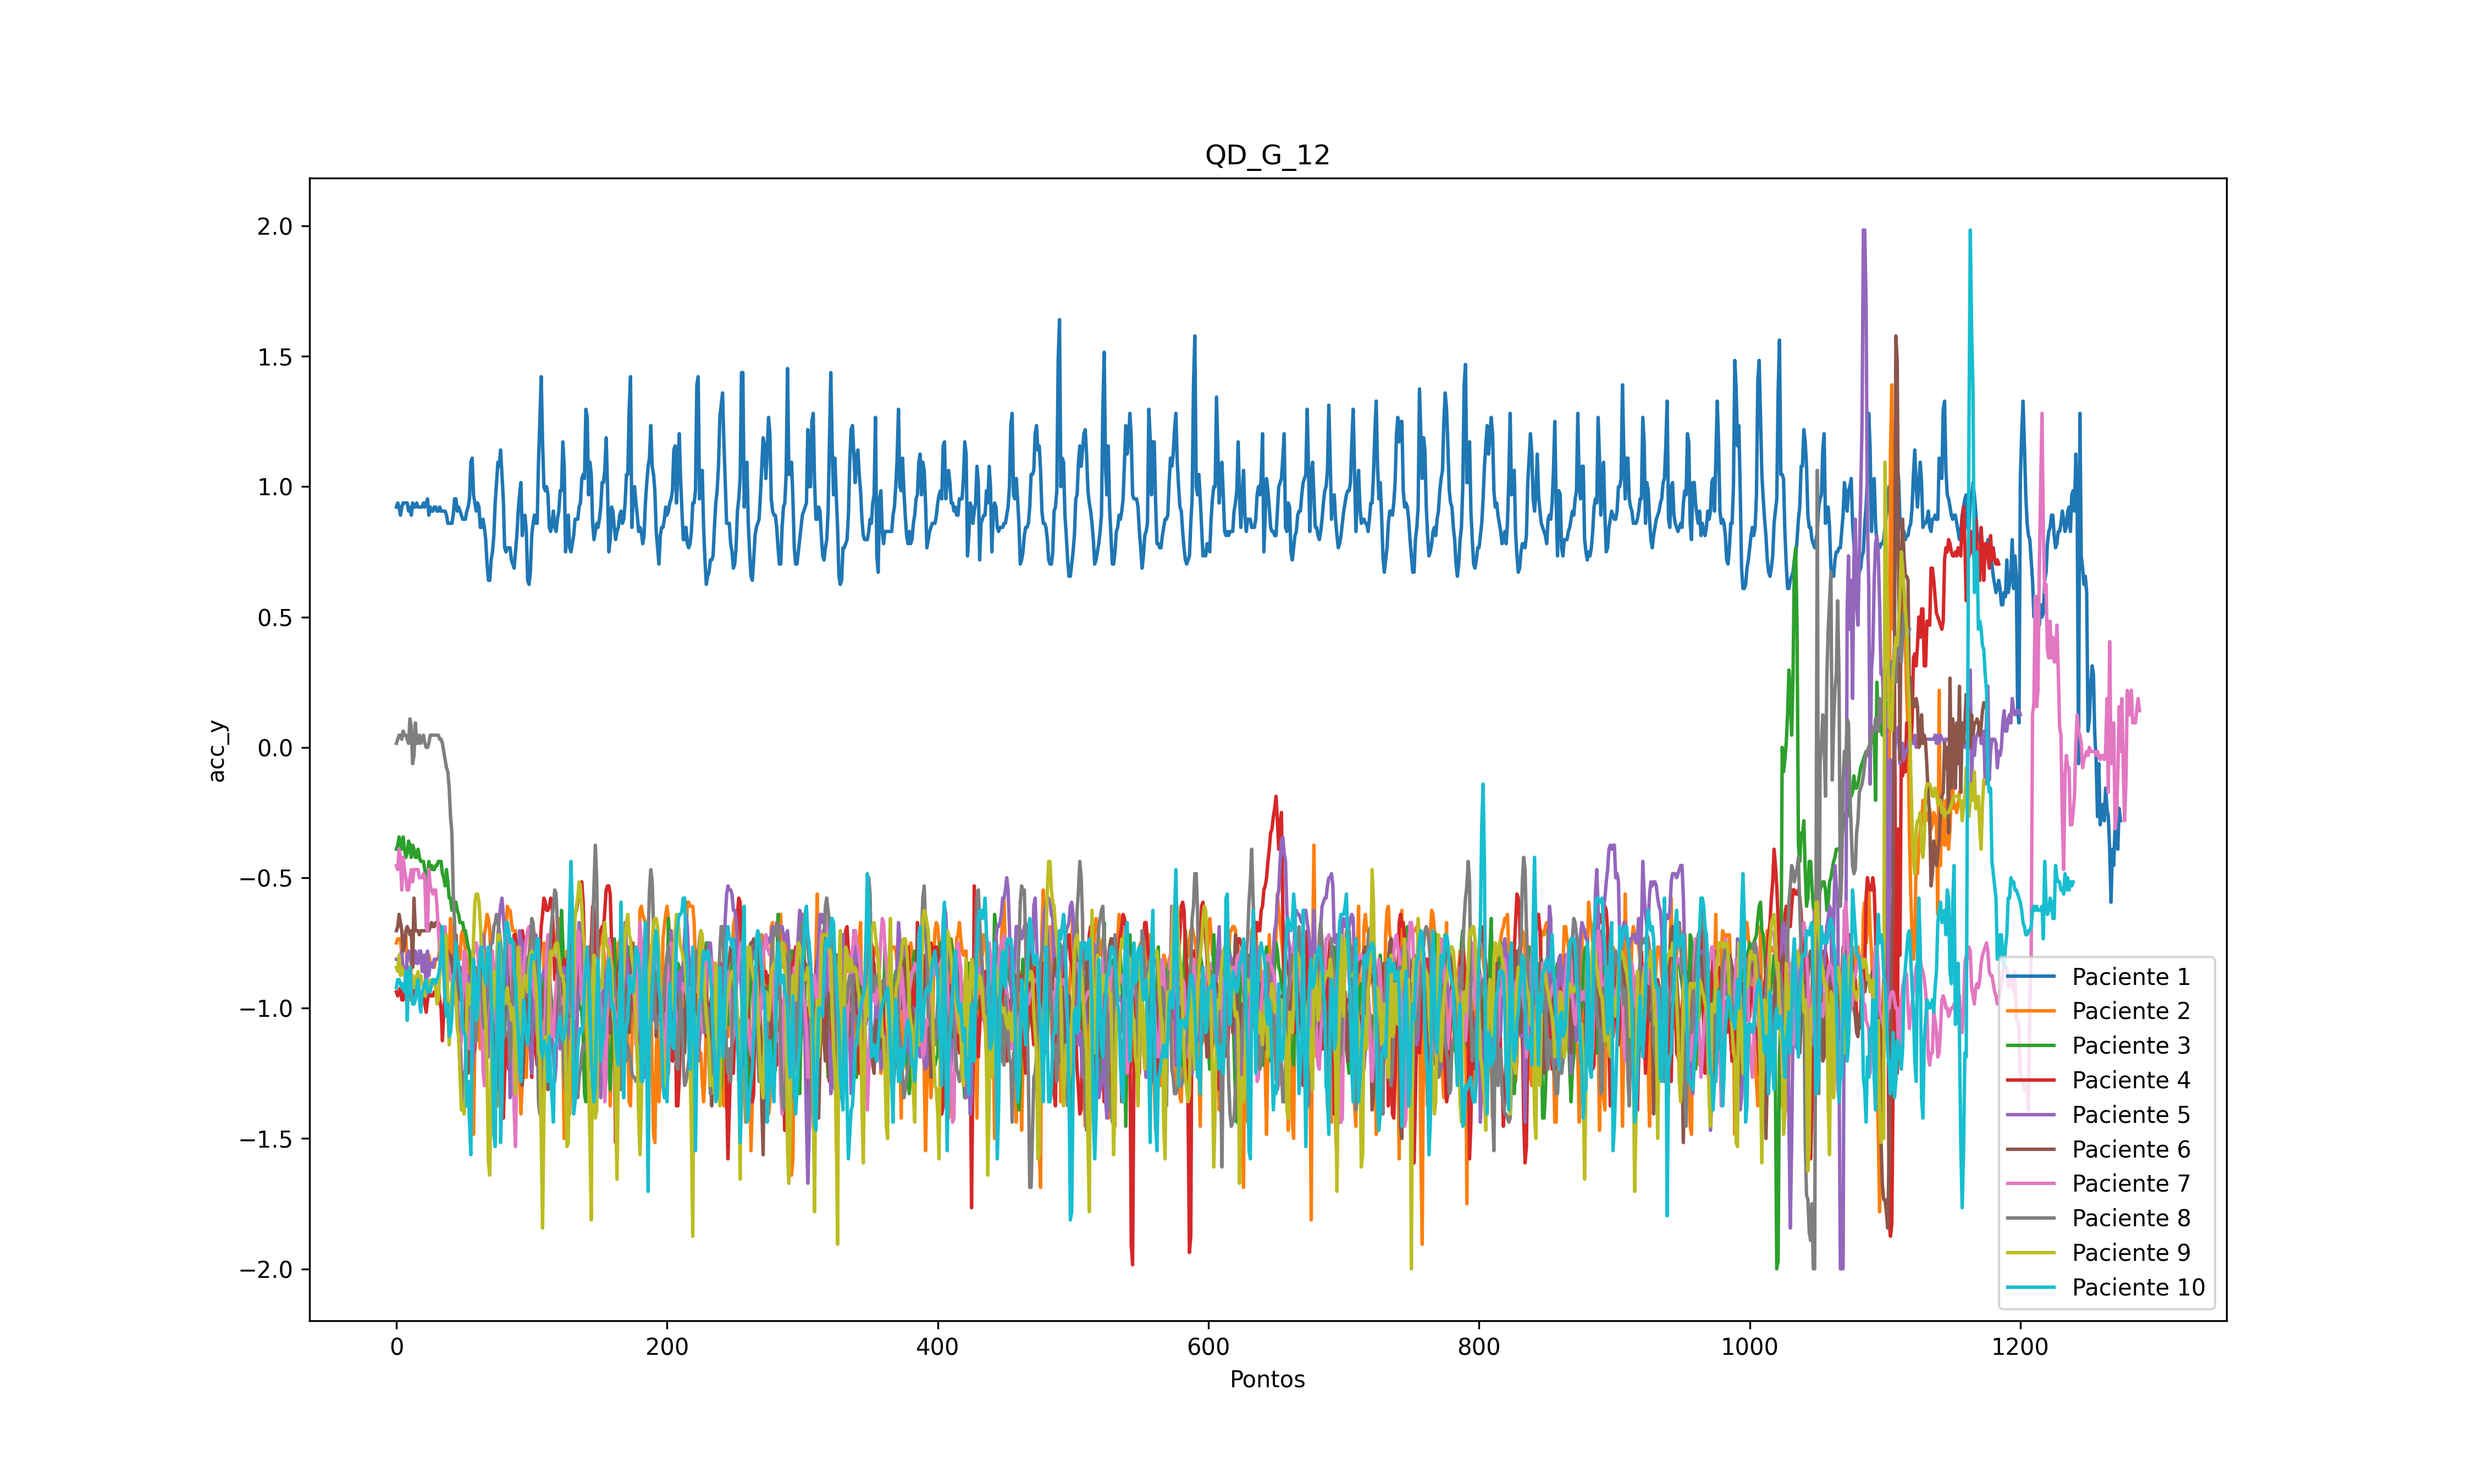 QD_G_12
acc_y
2.0
1.5
1.0
0.5
0.0
−0.5
−1.0
−1.5
−2.0
0 200 400 600 800 1000 1200
Pontos
Paciente 1
Paciente 2
Paciente 3
Paciente 4
Paciente 5
Paciente 6
Paciente 7
Paciente 8
Paciente 9
Paciente 10